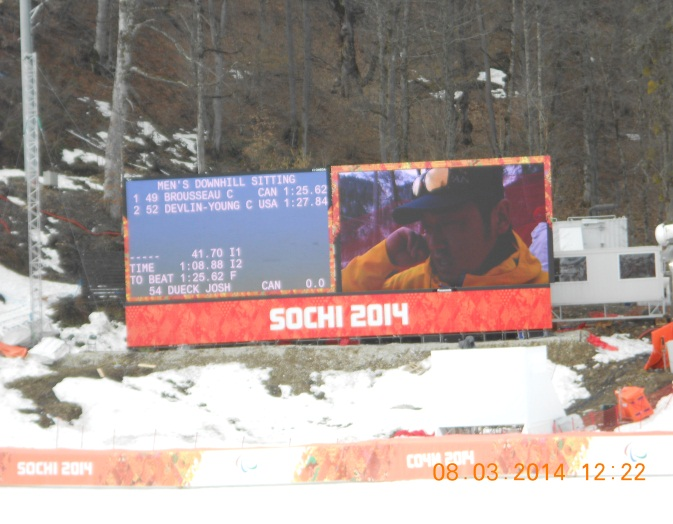 MEN'S DOWNHILL SITTING
1 49 BROUSSEAU C CAN 1:25.62
2 52 DEVLIN-YOUNG C USA 1:27.84
----- 41.70 I1
TIME 1:08.88 I2
TO BEAT 1:25.62 F
54 DUECK JOSH CAN 0.0
SOCHI 2014
SOCHI 2014
СОЧИ 2014
08.03.2014 12:22